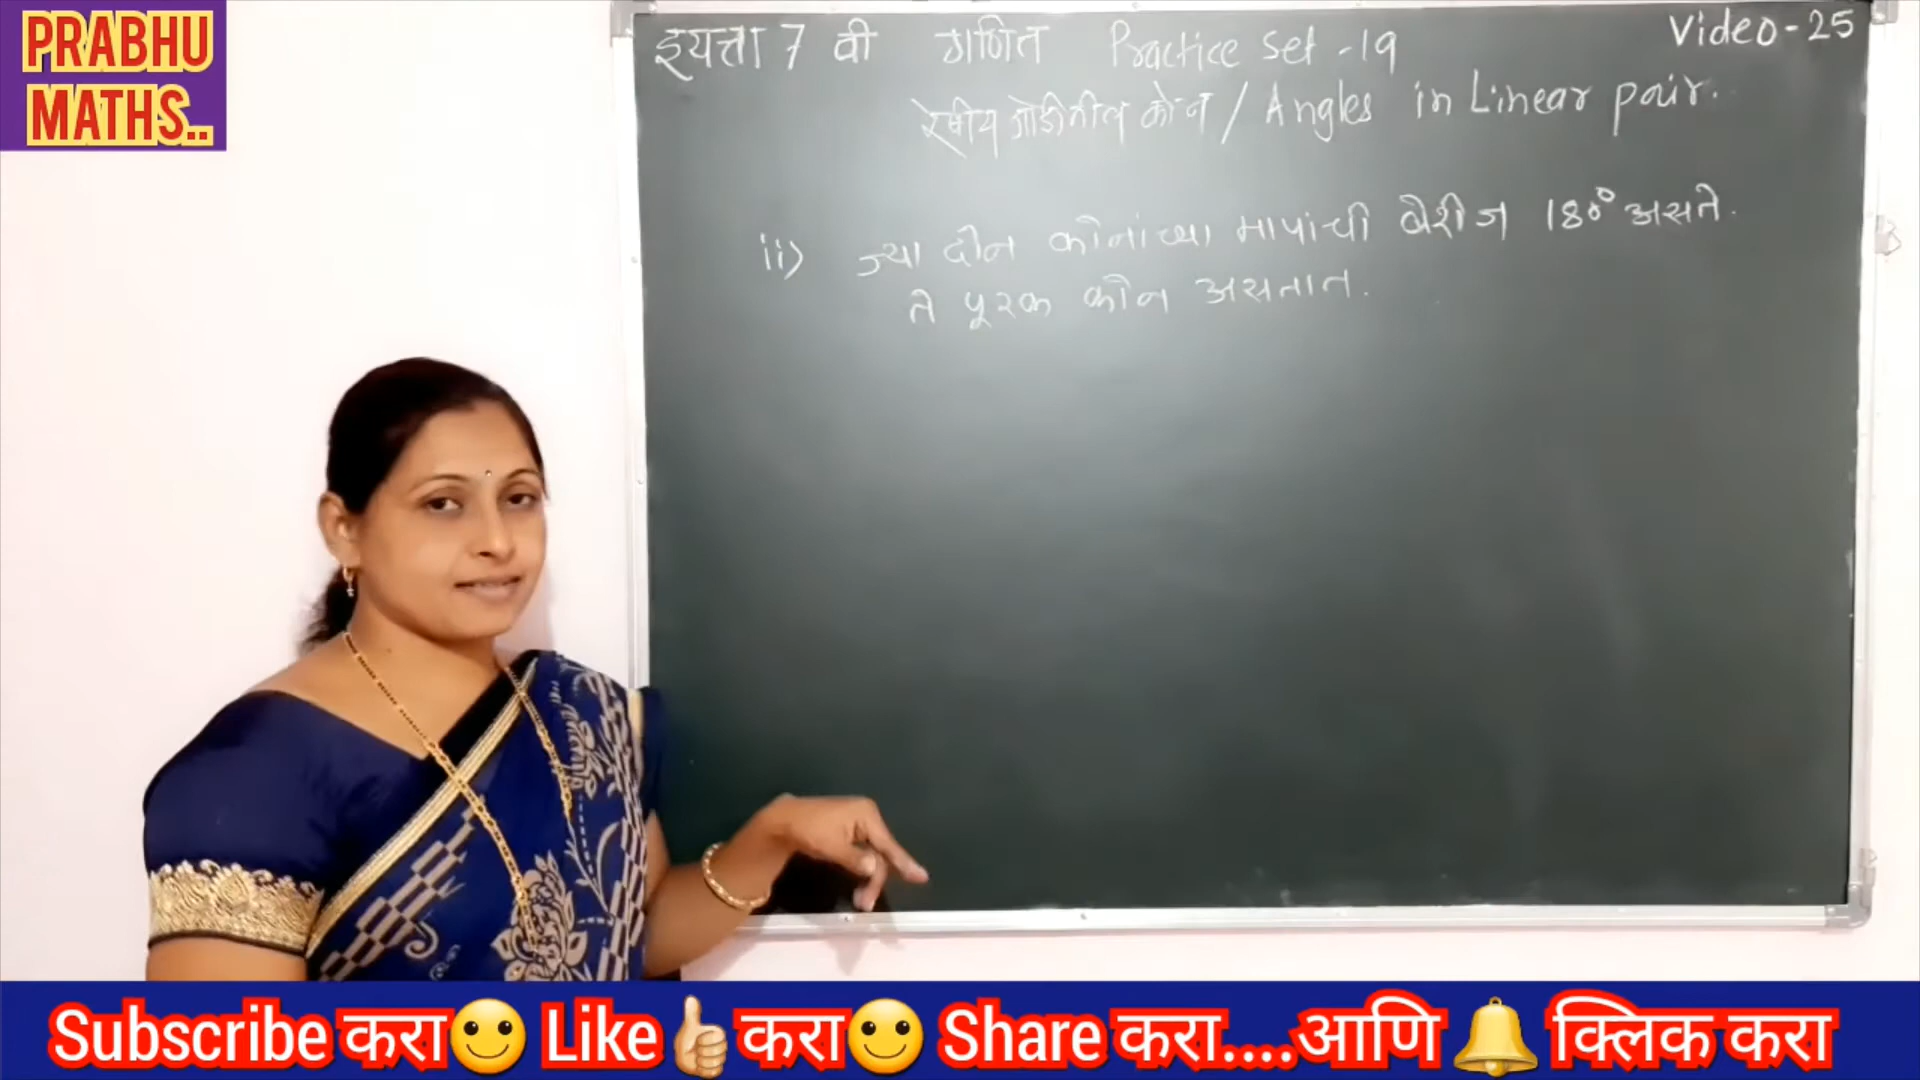 PRABHU
MATHS..
इयत्ता 7 वी गणित Practice Set -19
Video-25
रेषीय जोडीतील कोन / Angles in Linear pair.
ii) ज्या दोन कोनांच्या मापांची बेरीज 180° असते.
ते पूरक कोन असतात.
Subscribe करा🙂 Like👍करा🙂 Share करा....आणि 🔔 क्लिक करा